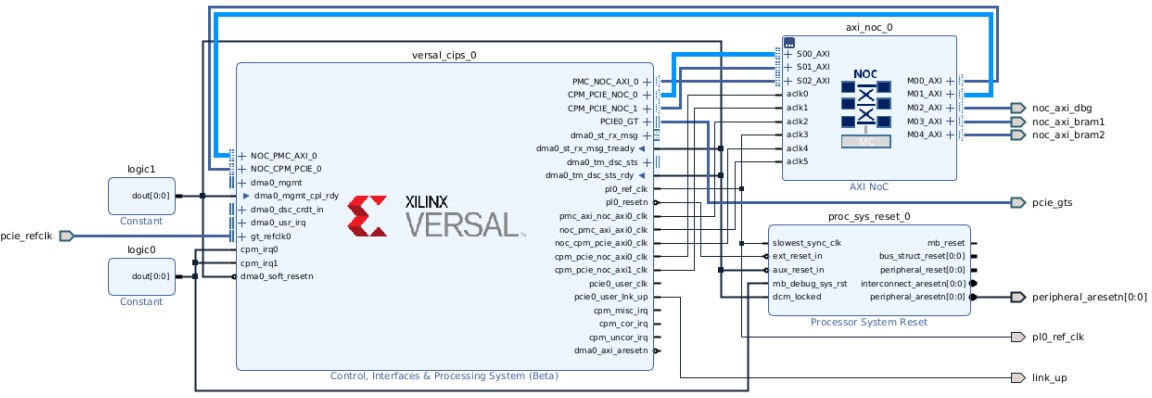 versal_cips_0
axi_noc_0
S00_AXI
S01_AXI
S02_AXI
aclk0
aclk1
aclk2
aclk3
aclk4
aclk5
NOC
MC
M00_AXI
M01_AXI
M02_AXI
M03_AXI
M04_AXI
AXI NoC
noc_axi_dbg
noc_axi_bram1
noc_axi_bram2
PMC_NOC_AXI_0
CPM_PCIE_NOC_0
CPM_PCIE_NOC_1
PCIE0_GT
dma0_st_rx_msg
dma0_st_rx_msg_tready
dma0_tm_dsc_sts
dma0_tm_dsc_sts_rdy
pl0_ref_clk
pl0_resetn
pmc_axi_noc_axi0_clk
noc_pmc_axi_axi0_clk
noc_cpm_pcie_axi0_clk
cpm_pcie_noc_axi0_clk
cpm_pcie_noc_axi1_clk
pcie0_user_clk
pcie0_user_lnk_up
cpm_misc_irq
cpm_cor_irq
cpm_uncor_irq
dma0_axi_aresetn
NOC_PMC_AXI_0
NOC_CPM_PCIE_0
dma0_mgmt
dma0_mgmt_cpl_rdy
dma0_dsc_crdt_in
dma0_usr_irq
gt_refclk0
cpm_irq0
cpm_irq1
dma0_soft_resetn
XILINX
VERSAL™
Control, Interfaces & Processing System (Beta)
logic1
dout[0:0]
Constant
pcie_refclk
logic0
dout[0:0]
Constant
pcie_gts
proc_sys_reset_0
slowest_sync_clk
ext_reset_in
aux_reset_in
mb_debug_sys_rst
dcm_locked
mb_reset
bus_struct_reset[0:0]
peripheral_reset[0:0]
interconnect_aresetn[0:0]
peripheral_aresetn[0:0]
Processor System Reset
peripheral_aresetn[0:0]
pl0_ref_clk
link_up